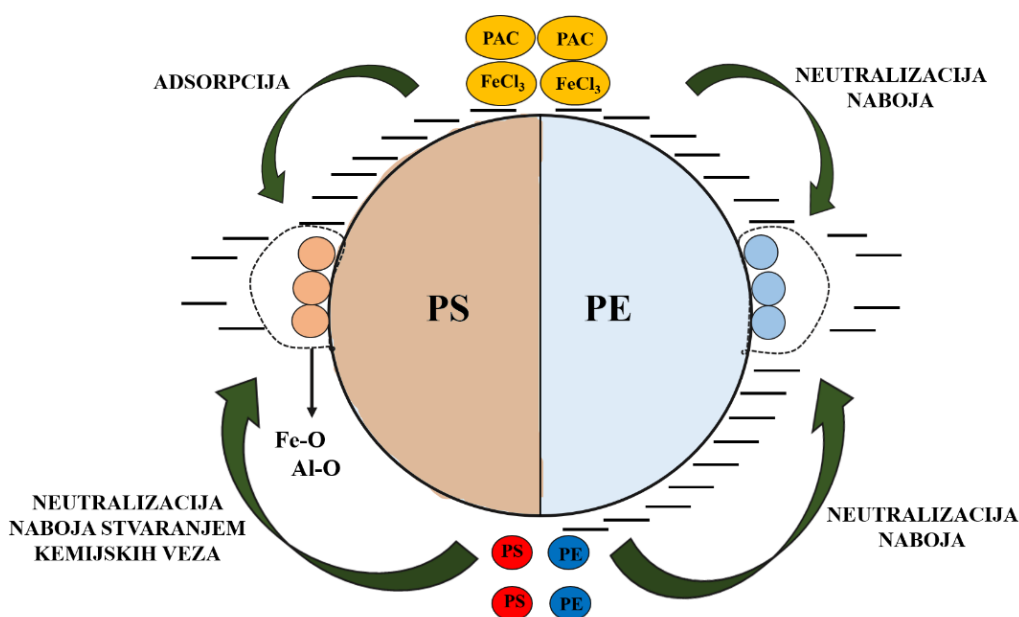 PAC PAC
FeCl₃ FeCl₃
ADSORPCIJA
NEUTRALIZACIJA
NABOJA
PS PE
Fe-O
Al-O
NEUTRALIZACIJA
NABOJA STVARANJEM
KEMIJSKIH VEZA
NEUTRALIZACIJA
NABOJA
PS PE
PS PE